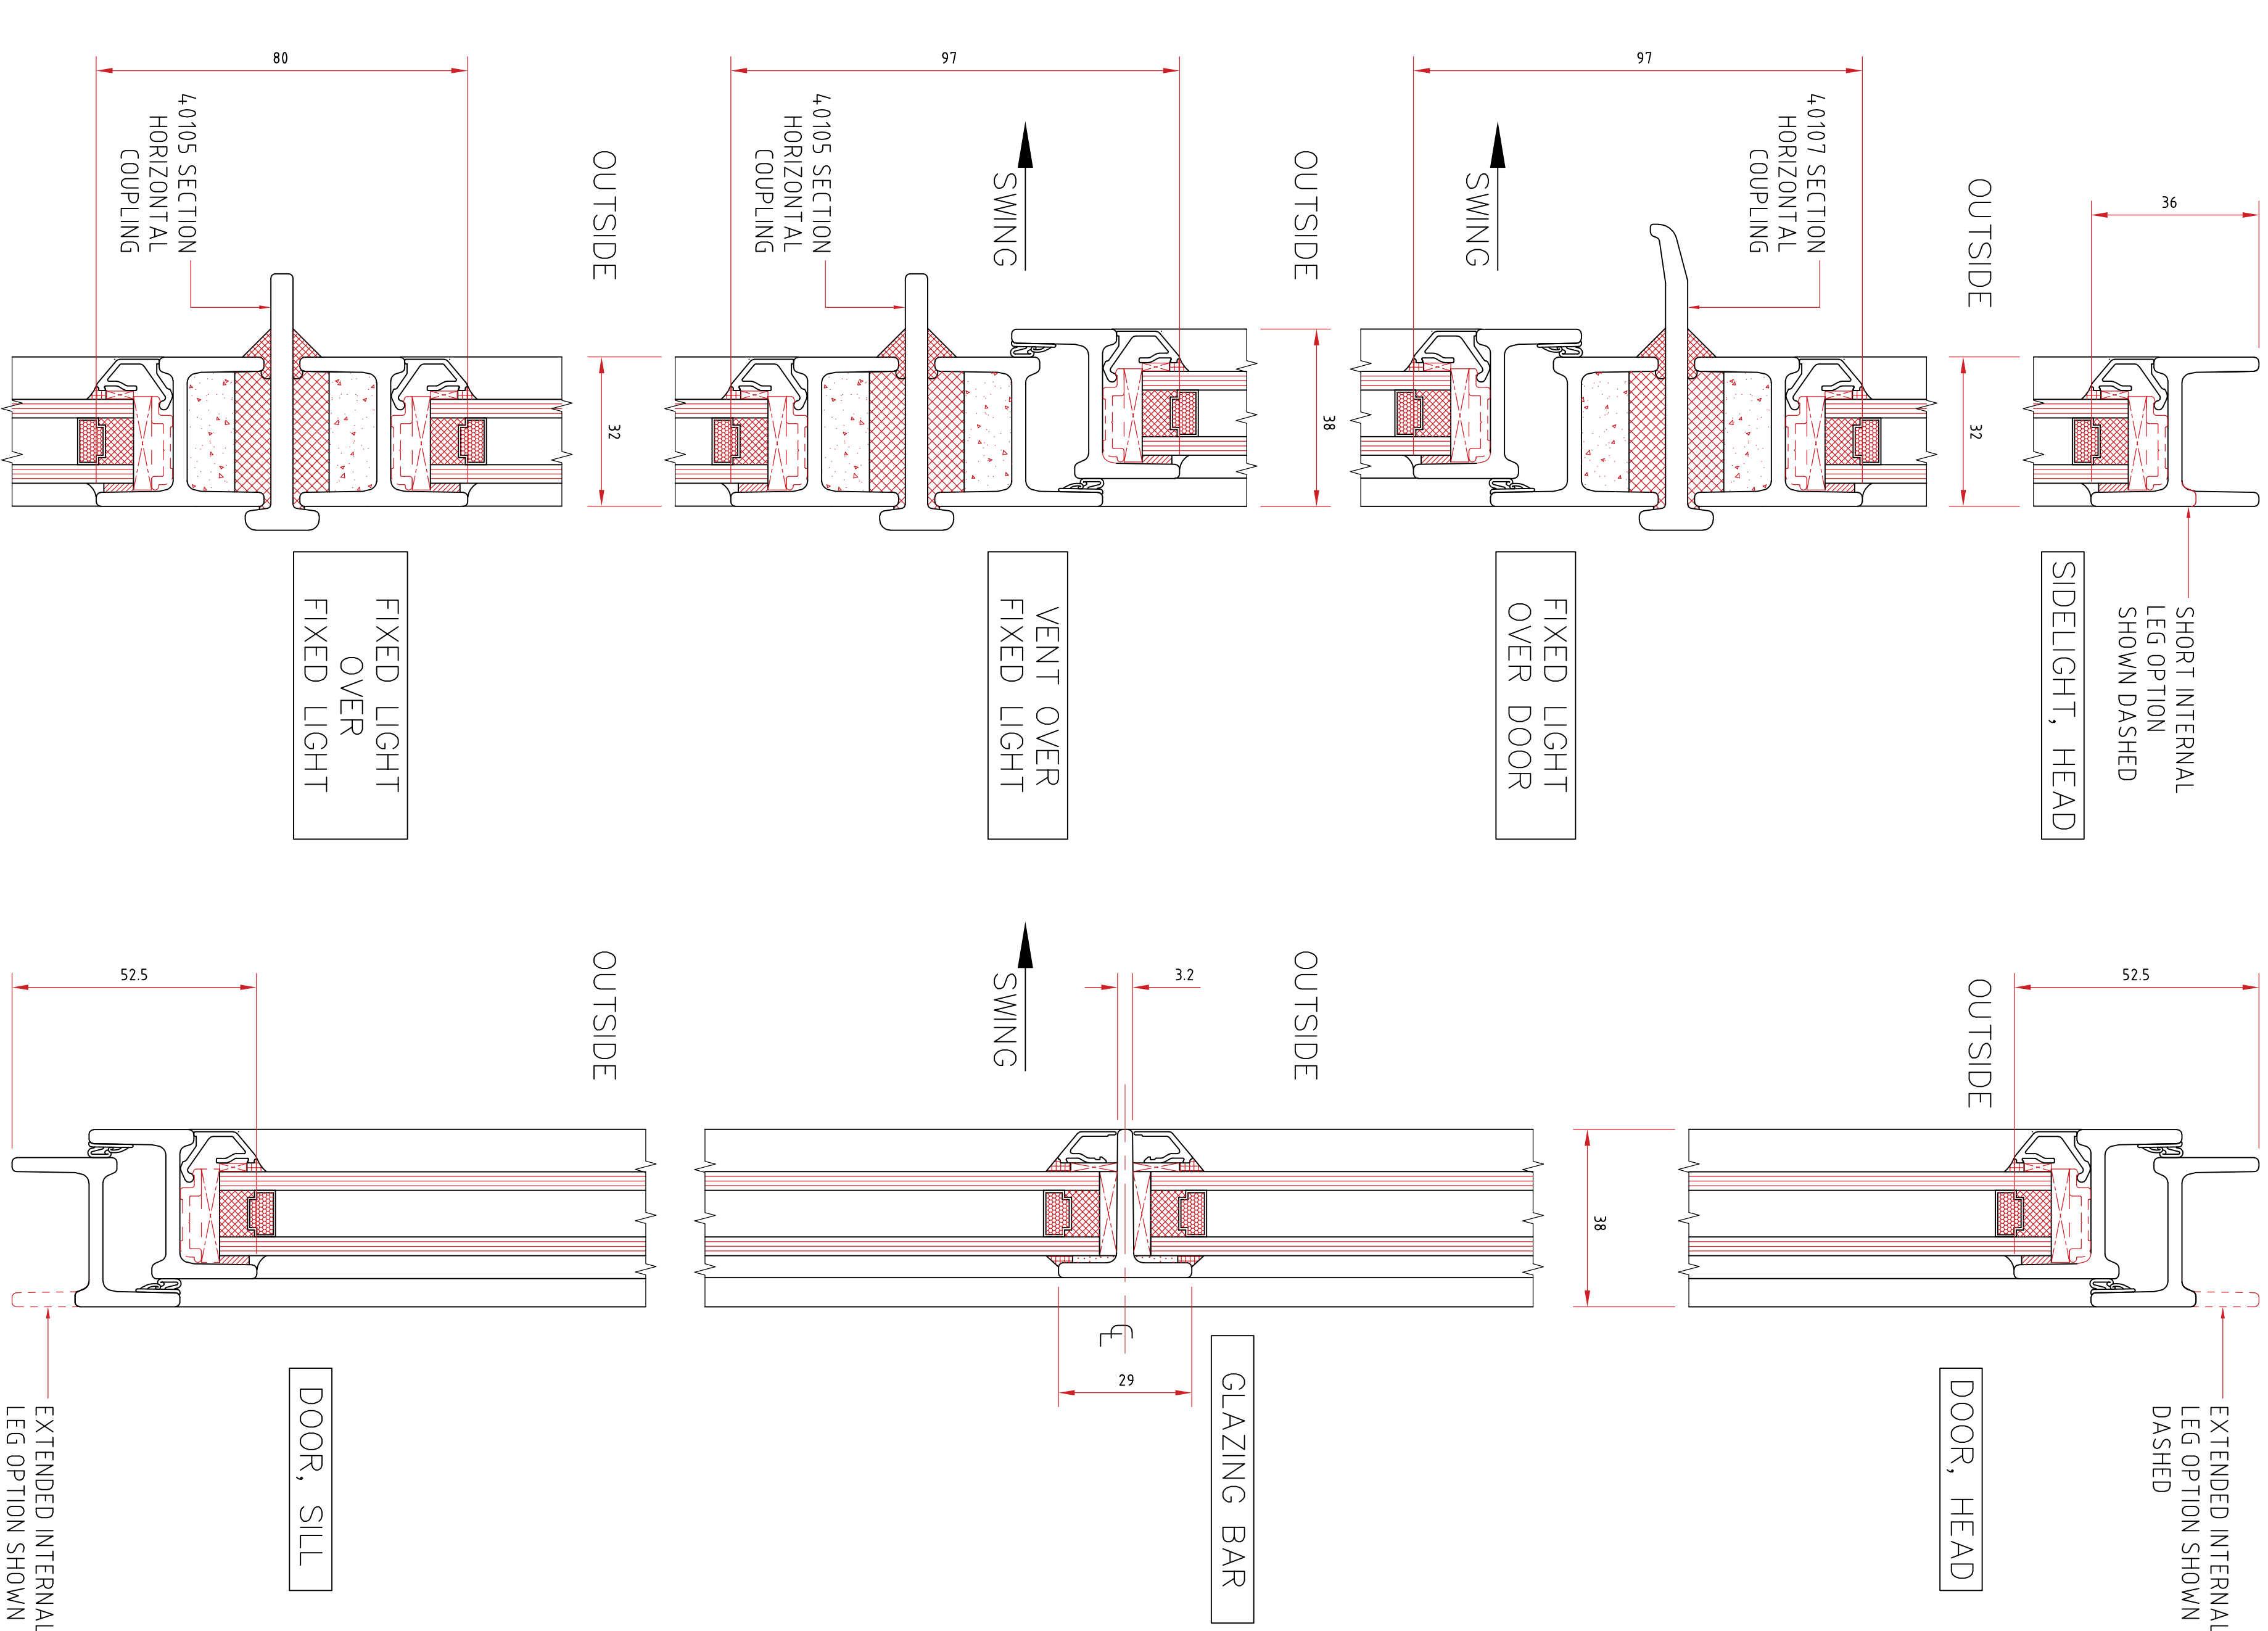 36
OUTSIDE
32
SHORT INTERNAL
LEG OPTION
SHOWN DASHED
SIDELIGHT, HEAD
97
40107 SECTION
HORIZONTAL
COUPLING
SWING
FIXED LIGHT
OVER DOOR
OUTSIDE
38
97
SWING
40105 SECTION
HORIZONTAL
COUPLING
VENT OVER
FIXED LIGHT
OUTSIDE
32
80
40105 SECTION
HORIZONTAL
COUPLING
FIXED LIGHT
OVER
FIXED LIGHT
52.5
OUTSIDE
EXTENDED INTERNAL
LEG OPTION SHOWN
DASHED
DOOR, HEAD
38
OUTSIDE
3.2
SWING
CL
29
GLAZING BAR
OUTSIDE
52.5
DOOR, SILL
EXTENDED INTERNAL
LEG OPTION SHOWN